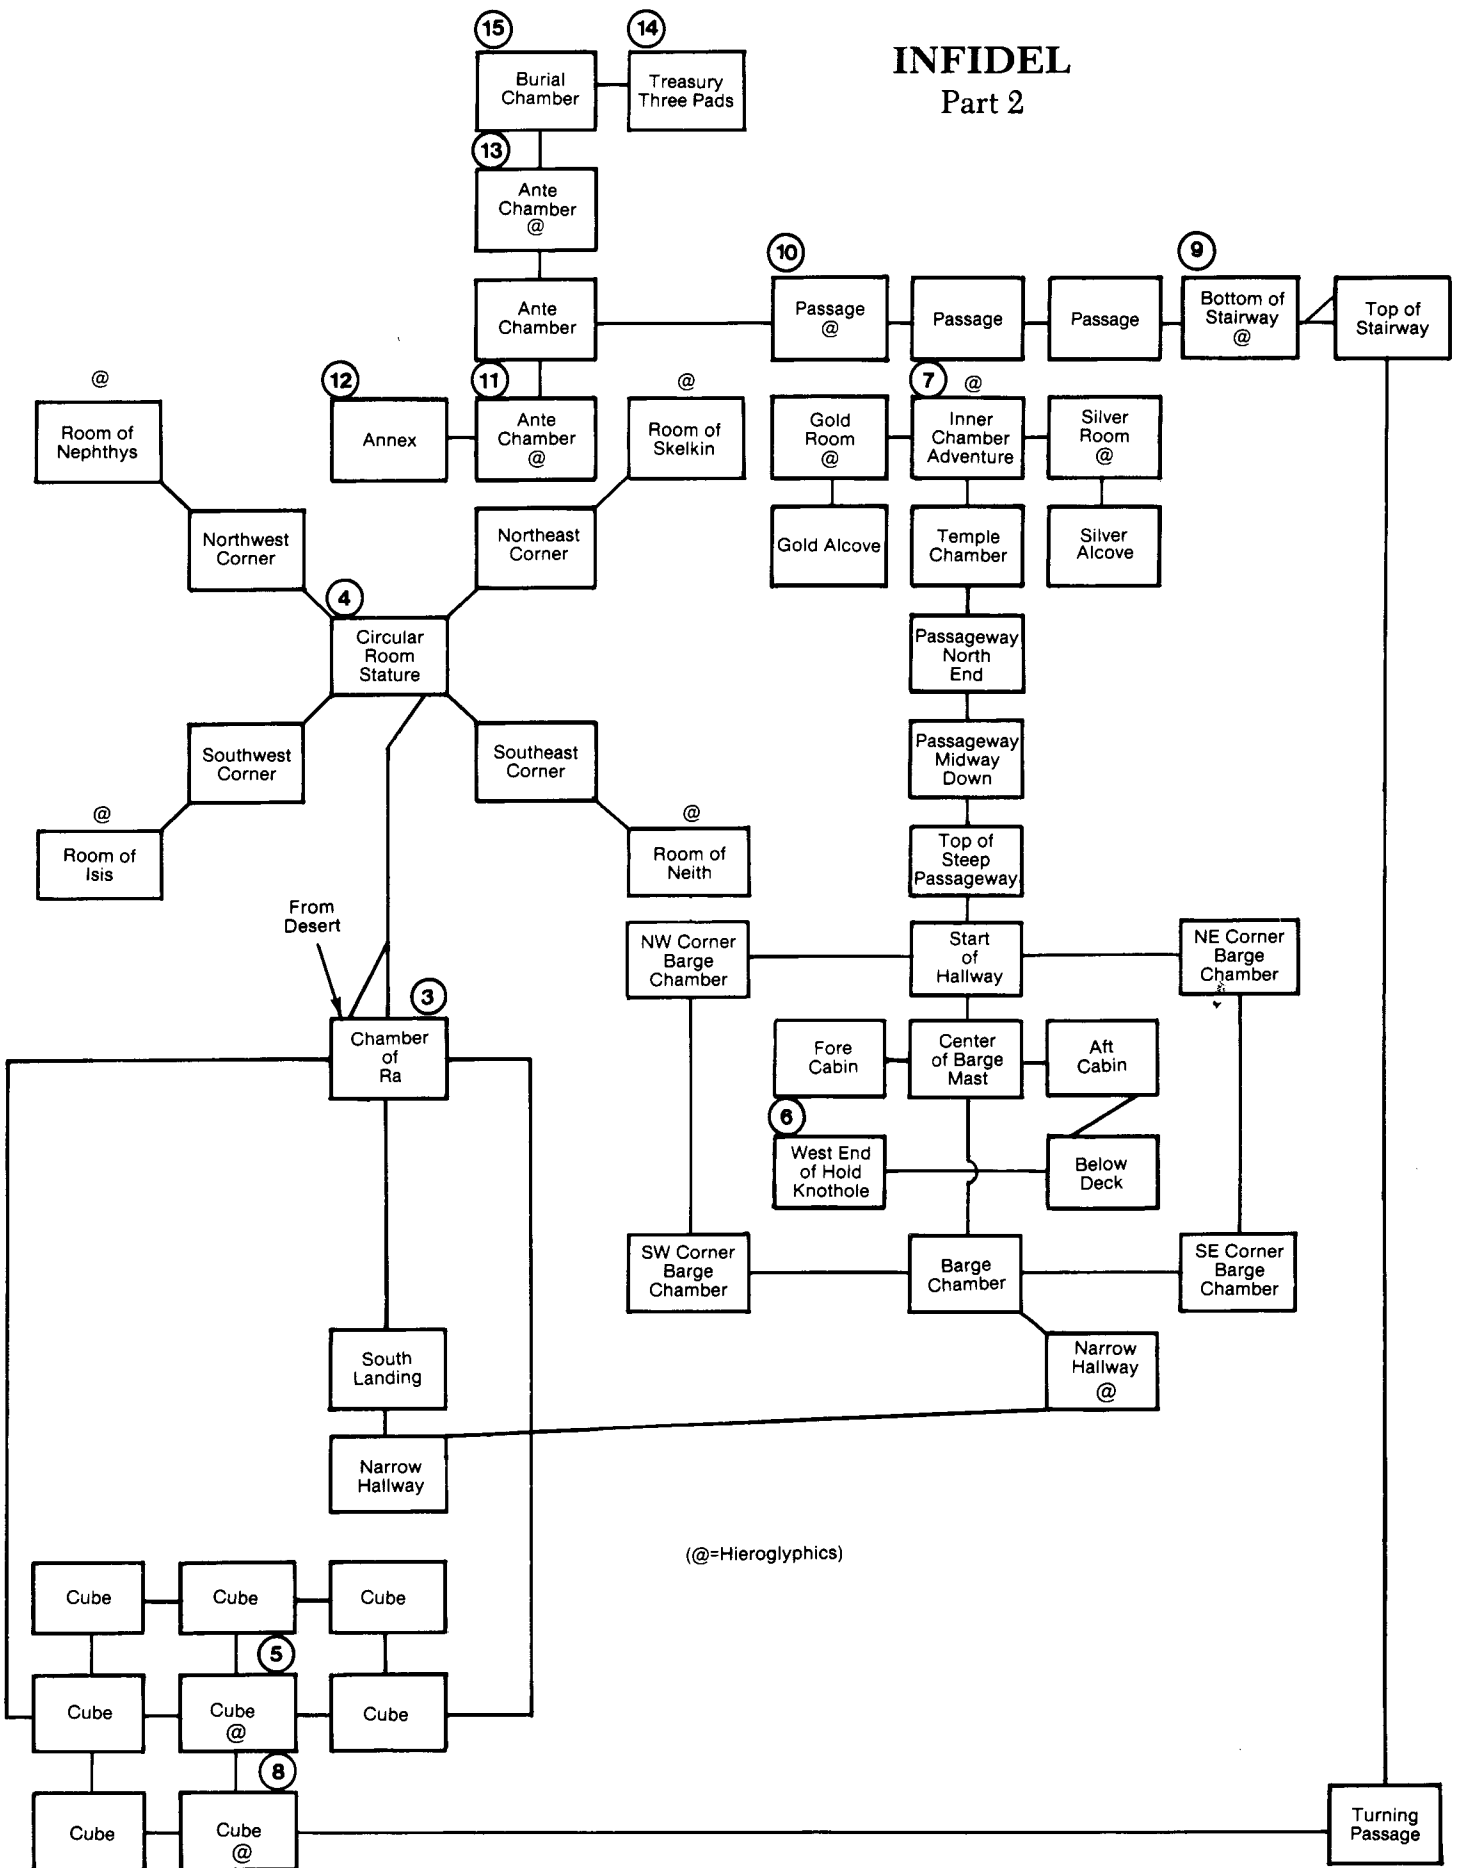 INFIDEL
Part 2
15
14
Burial
Chamber
Treasury
Three Pads
13
Ante
Chamber
@
10
9
Ante
Chamber
Passage
@
Passage
Passage
Bottom of
Stairway
@
Top of
Stairway
@
12
11
@
7
@
Room of
Nephthys
Annex
Ante
Chamber
@
Room of
Skelkin
Gold
Room
@
Inner
Chamber
Adventure
Silver
Room
@
Northwest
Corner
Northeast
Corner
Gold Alcove
Temple
Chamber
Silver
Alcove
4
Circular
Room
Stature
Passageway
North
End
Southwest
Corner
Southeast
Corner
Passageway
Midway
Down
@
@
Room of
Isis
Room of
Neith
Top of
Steep
Passageway
From
Desert
NW Corner
Barge
Chamber
Start
of
Hallway
NE Corner
Barge
Chamber
3
Chamber
of
Ra
Fore
Cabin
Center
of Barge
Mast
Aft
Cabin
6
West End
of Hold
Knothole
Below
Deck
SW Corner
Barge
Chamber
Barge
Chamber
SE Corner
Barge
Chamber
South
Landing
Narrow
Hallway
@
Narrow
Hallway
(@=Hieroglyphics)
Cube
Cube
Cube
5
Cube
Cube
@
Cube
8
Cube
Cube
@
Turning
Passage